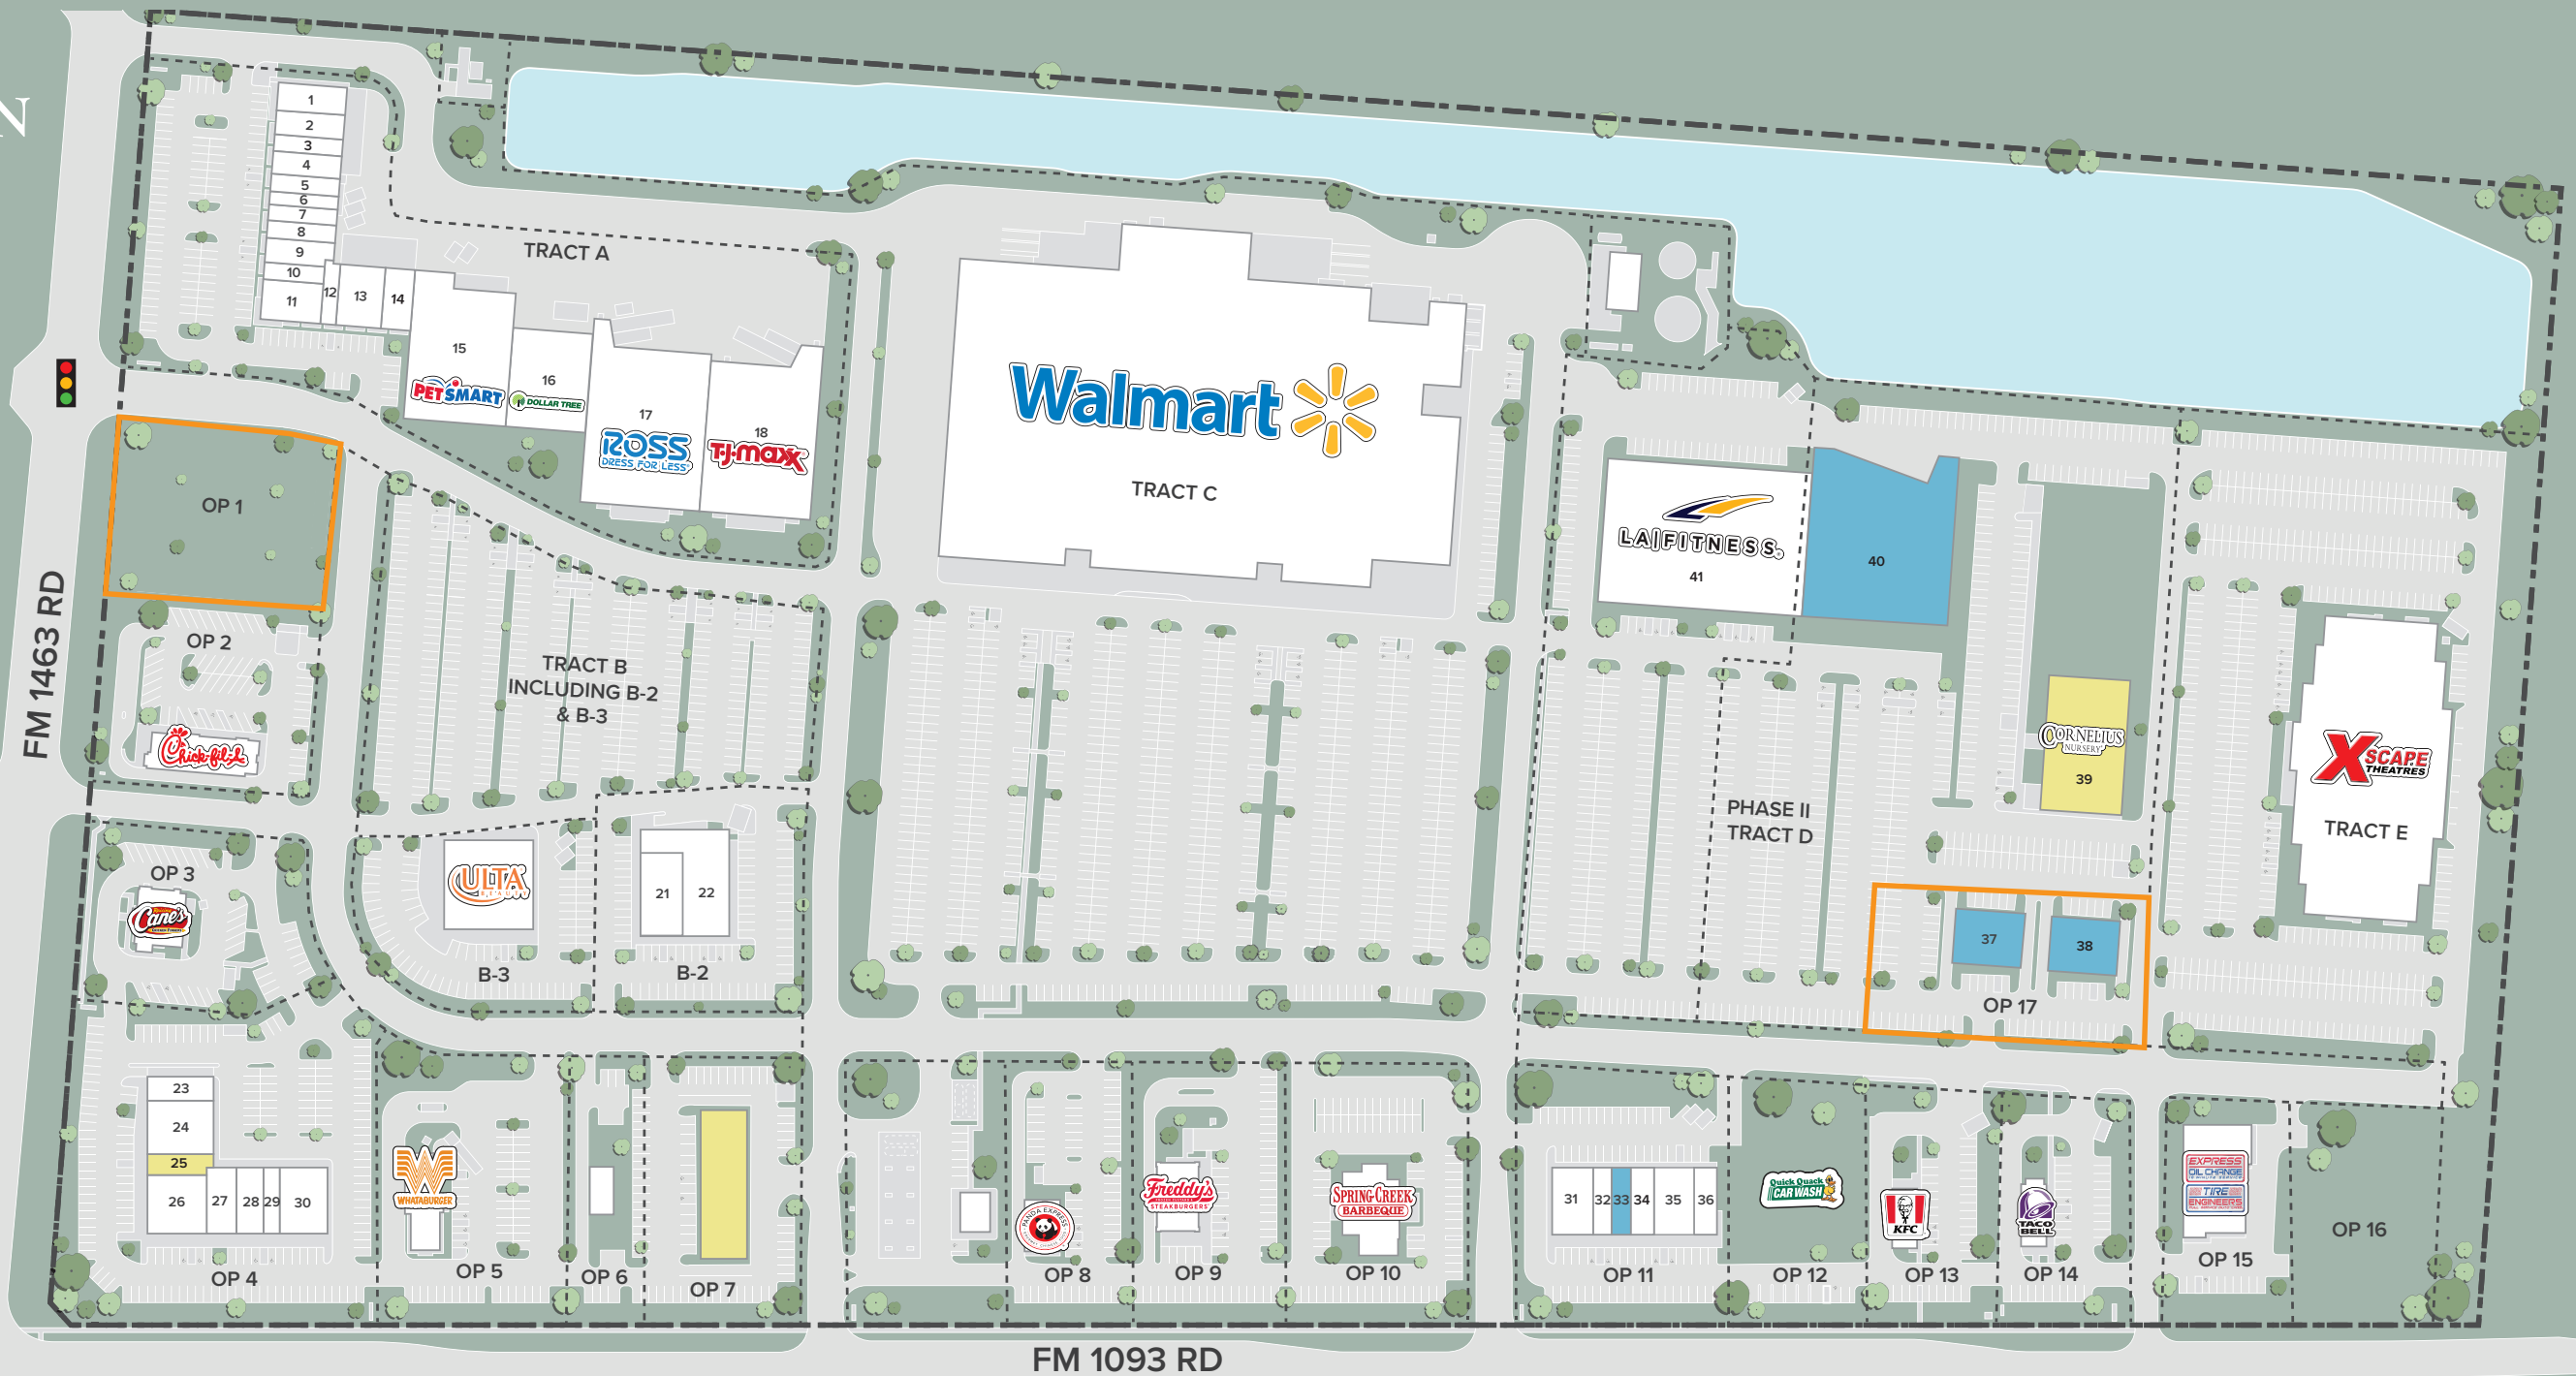 N
1
2
3
4
5
6
7
8
9
10
11
12
13
14
TRACT A
15
PETSMART
16
DOLLAR TREE
17
ROSS
DRESS FOR LESS
18
T.J.maxx
Walmart
TRACT C
LA|FITNESS.
41
40
OP 1
FM 1463 RD
OP 2
Chick-fil-A
TRACT B
INCLUDING B-2
& B-3
PHASE II
TRACT D
CORNELIUS
NURSERY
39
XSCAPE
THEATRES
TRACT E
OP 3
Raising
Cane's
ULTA
BEAUTY
B-3
21
22
B-2
37
38
OP 17
23
24
25
26
27
28
29
30
OP 4
WHATABURGER
OP 5
OP 6
OP 7
PANDA EXPRESS
OP 8
Freddy's
STEAKBURGERS
OP 9
SPRING CREEK
BARBEQUE
OP 10
31
32
33
34
35
36
OP 11
Quick Quack
CAR WASH
OP 12
KFC
OP 13
TACO
BELL
OP 14
EXPRESS
OIL CHANGE
TIRE
ENGINEERS
OP 15
OP 16
FM 1093 RD